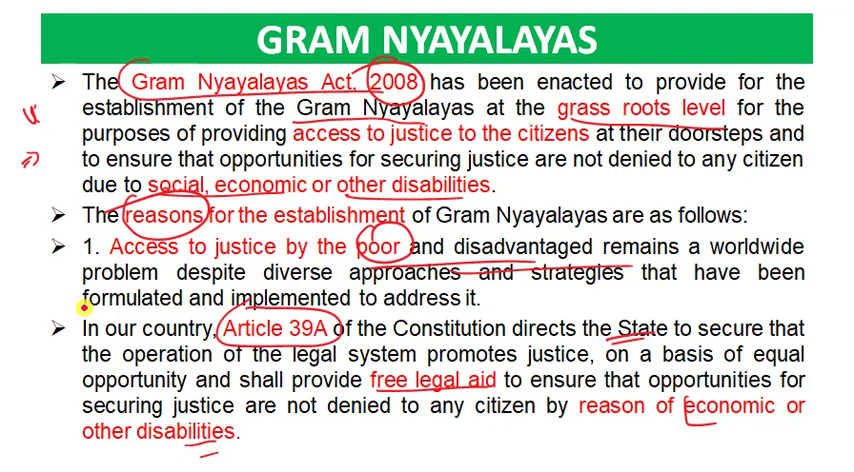 GRAM NYAYALAYAS
➢ The Gram Nyayalayas Act, 2008 has been enacted to provide for the
establishment of the Gram Nyayalayas at the grass roots level for the
purposes of providing access to justice to the citizens at their doorsteps and
to ensure that opportunities for securing justice are not denied to any citizen
due to social, economic or other disabilities.
➢ The reasons for the establishment of Gram Nyayalayas are as follows:
➢ 1. Access to justice by the poor and disadvantaged remains a worldwide
problem despite diverse approaches and strategies that have been
formulated and implemented to address it.
➢ In our country, Article 39A of the Constitution directs the State to secure that
the operation of the legal system promotes justice, on a basis of equal
opportunity and shall provide free legal aid to ensure that opportunities for
securing justice are not denied to any citizen by reason of economic or
other disabilities.